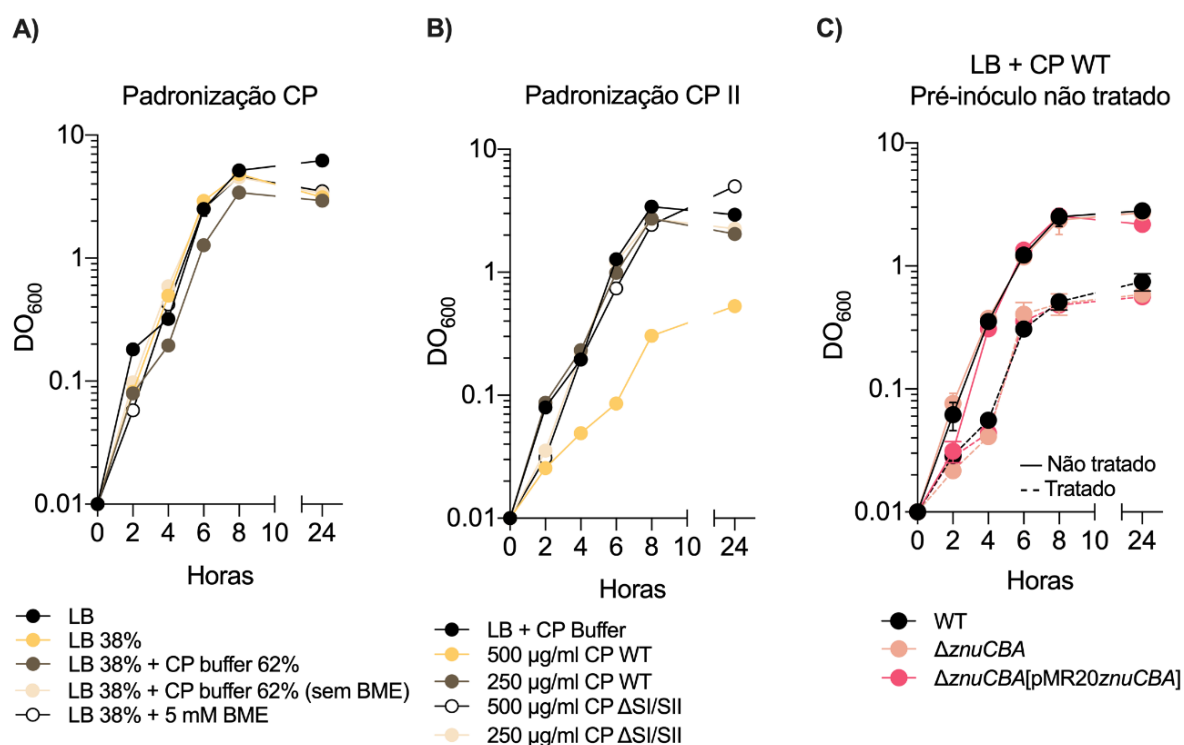 A)
Padronização CP
10
1
0.1
0.01
DO600
0 2 4 6 8 10 24
Horas
LB
LB 38%
LB 38% + CP buffer 62%
LB 38% + CP buffer 62% (sem BME)
LB 38% + 5 mM BME
B)
Padronização CP II
10
1
0.1
0.01
DO600
0 2 4 6 8 10 24
Horas
LB + CP Buffer
500 µg/ml CP WT
250 µg/ml CP WT
500 µg/ml CP ΔSI/SII
250 µg/ml CP ΔSI/SII
C)
LB + CP WT
Pré-inóculo não tratado
10
1
0.1
0.01
DO600
Não tratado
Tratado
0 2 4 6 8 10 24
Horas
WT
ΔznuCBA
ΔznuCBA[pMR20znuCBA]